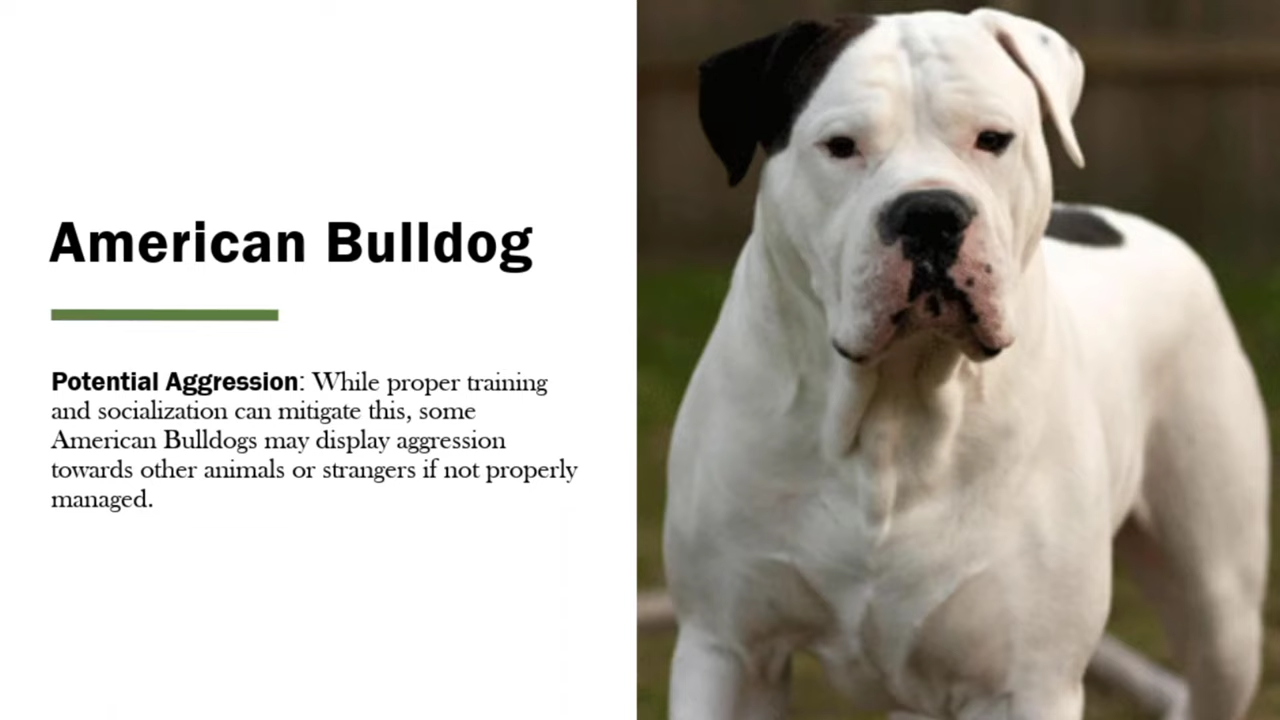 American Bulldog
Potential Aggression: While proper training
and socialization can mitigate this, some
American Bulldogs may display aggression
towards other animals or strangers if not properly
managed.